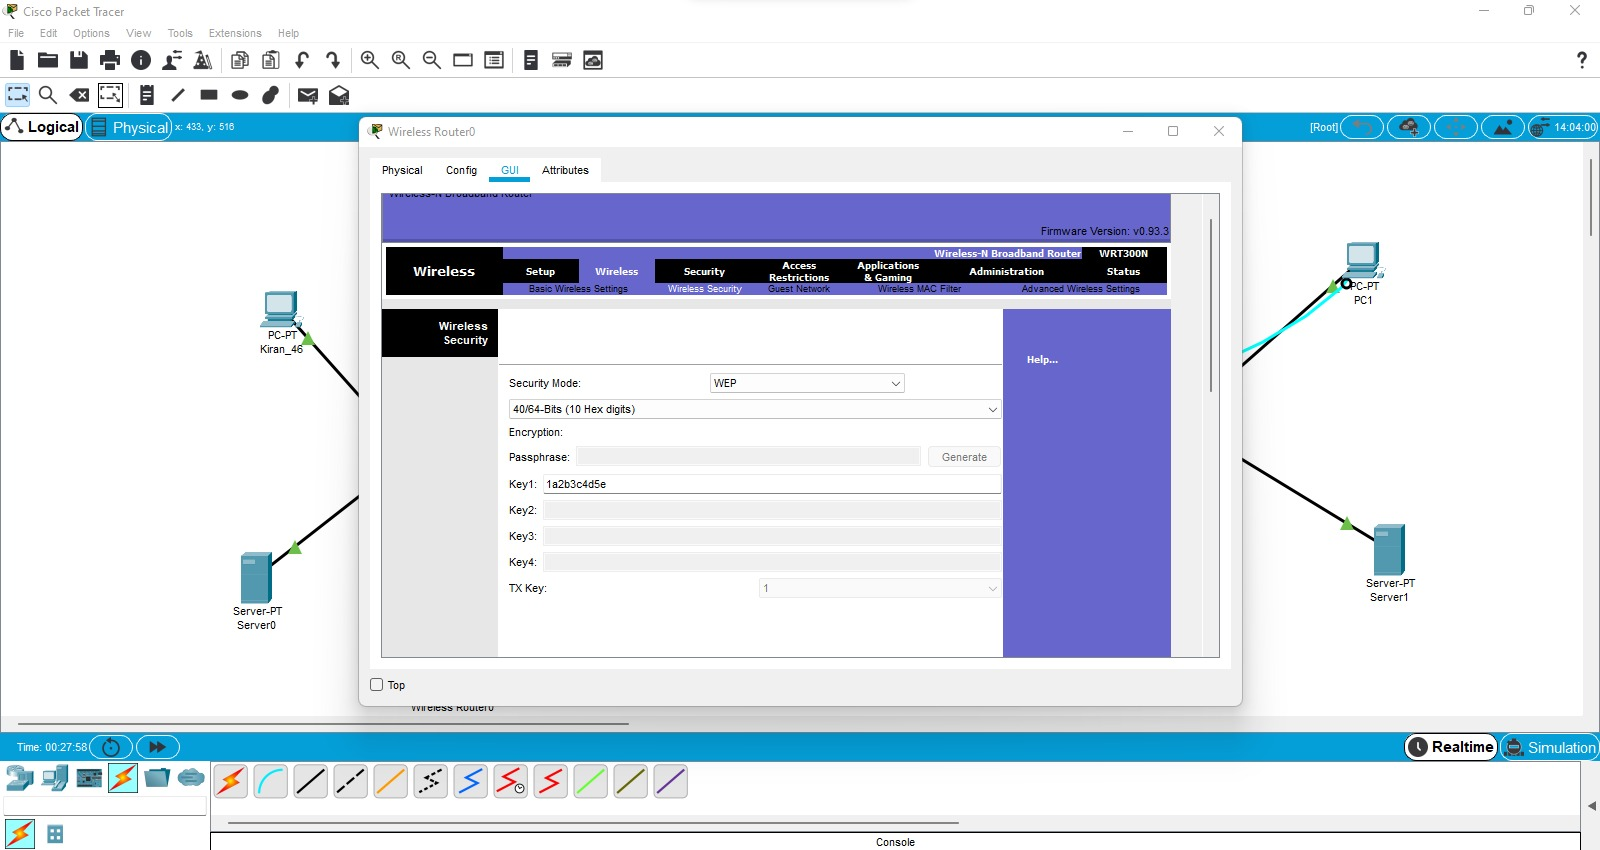 Cisco Packet Tracer
File Edit Options View Tools Extensions Help
Logical Physical x: 433, y: 516 [Root] 14:04:00
Wireless Router0
Physical Config GUI Attributes
Wireless-N Broadband Router
Firmware Version: v0.93.3
Wireless-N Broadband Router WRT300N
Wireless
Setup Wireless Security Access Restrictions Applications & Gaming Administration Status
Basic Wireless Settings Wireless Security Guest Network Wireless MAC Filter Advanced Wireless Settings
Wireless
Security
Help...
Security Mode: WEP
40/64-Bits (10 Hex digits)
Encryption:
Passphrase: Generate
Key1: 1a2b3c4d5e
Key2:
Key3:
Key4:
TX Key: 1
Top
PC-PT
Kiran_46
Server-PT
Server0
PC-PT
PC1
Server-PT
Server1
Wireless Router0
Time: 00:27:58 Realtime Simulation
Console